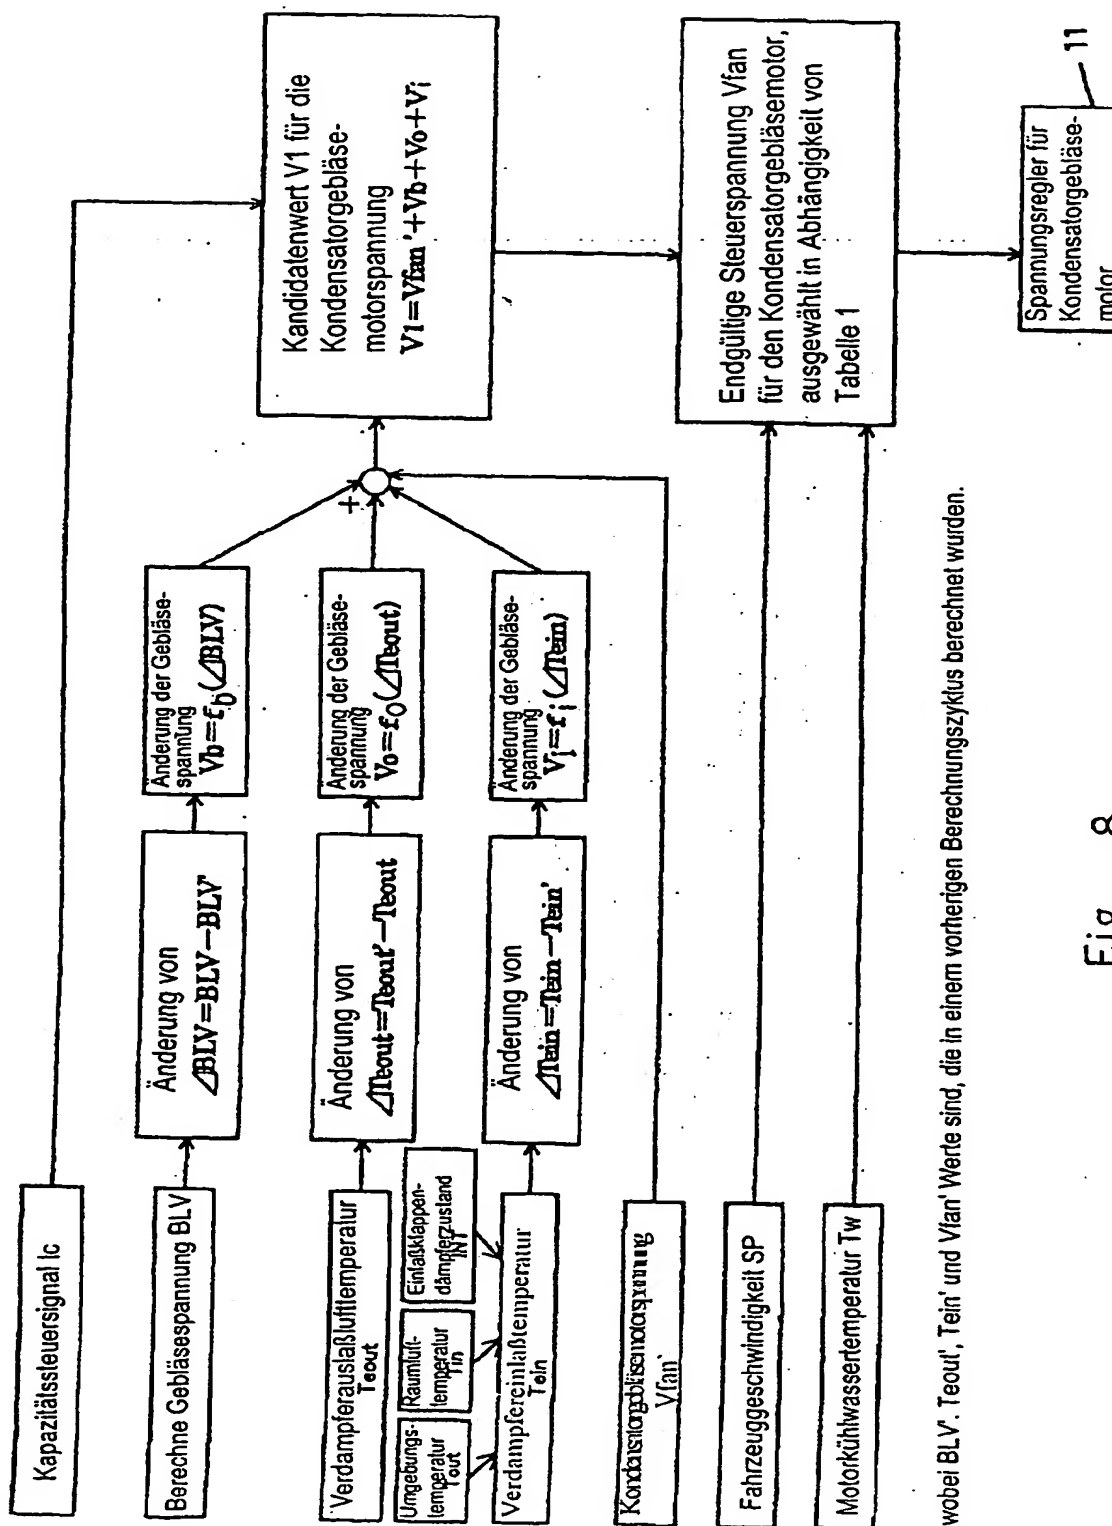 Kapazitätssteuersignal Ic
Berechne Gebläsespannung BLV
Änderung von
⊿BLV=BLV−BLV'
Änderung der Gebläse-
spannung
Vb=fb(⊿BLV)
Verdampferauslaßlufttemperatur
Teout
Änderung von
⊿Teout=Teout'−Teout
Änderung der Gebläse-
spannung
Vo=fo(⊿Teout)
+
Umgebungs-
temperatur
Tout
Raumluft-
temperatur
Tin
Einlaßklappen-
dämpferzustand
INT
Verdampfereinlaßtemperatur
Tein
Änderung von
⊿Tein=Tein−Tein'
Änderung der Gebläse-
spannung
Vi=fi(⊿Tein)
Kondensatorgebläsemotorspannung
Vfan'
Kandidatenwert V1 für die
Kondensatorgebläse-
motorspannung
V1=Vfan'+Vb+Vo+Vi
Fahrzeuggeschwindigkeit SP
Motorkühlwassertemperatur Tw
Endgültige Steuerspannung Vfan
für den Kondensatorgebläsemotor,
ausgewählt in Abhängigkeit von
Tabelle 1
Spannungsregler für
Kondensatorgebläse-
motor
11
wobei BLV'. Teout', Tein' und Vfan' Werte sind, die in einem vorherigen Berechnungszyklus berechnet wurden.
Fig. 8